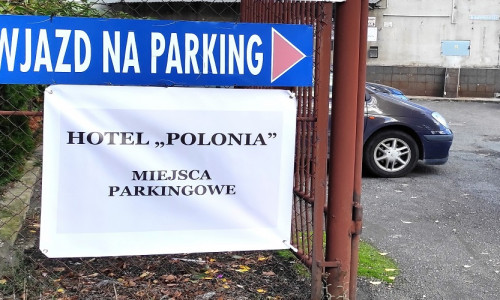 WJAZD NA PARKING
HOTEL „POLONIA”
MIEJSCA
PARKINGOWE